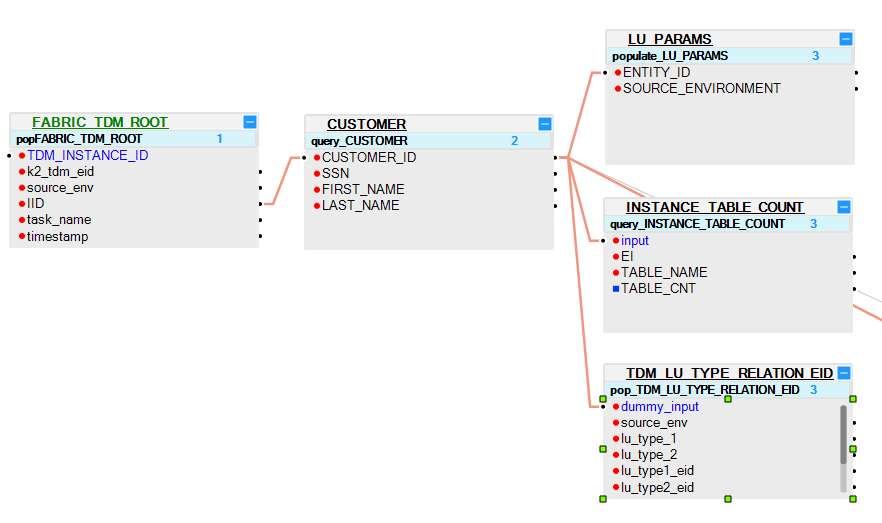 FABRIC_TDM_ROOT
popFABRIC_TDM_ROOT 1
TDM_INSTANCE_ID
k2_tdm_eid
source_env
IID
task_name
timestamp
CUSTOMER
query_CUSTOMER 2
CUSTOMER_ID
SSN
FIRST_NAME
LAST_NAME
LU_PARAMS
populate_LU_PARAMS 3
ENTITY_ID
SOURCE_ENVIRONMENT
INSTANCE_TABLE_COUNT
query_INSTANCE_TABLE_COUNT 3
input
EI
TABLE_NAME
TABLE_CNT
TDM_LU_TYPE_RELATION_EID
pop_TDM_LU_TYPE_RELATION_EID 3
dummy_input
source_env
lu_type_1
lu_type_2
lu_type1_eid
lu_type2_eid